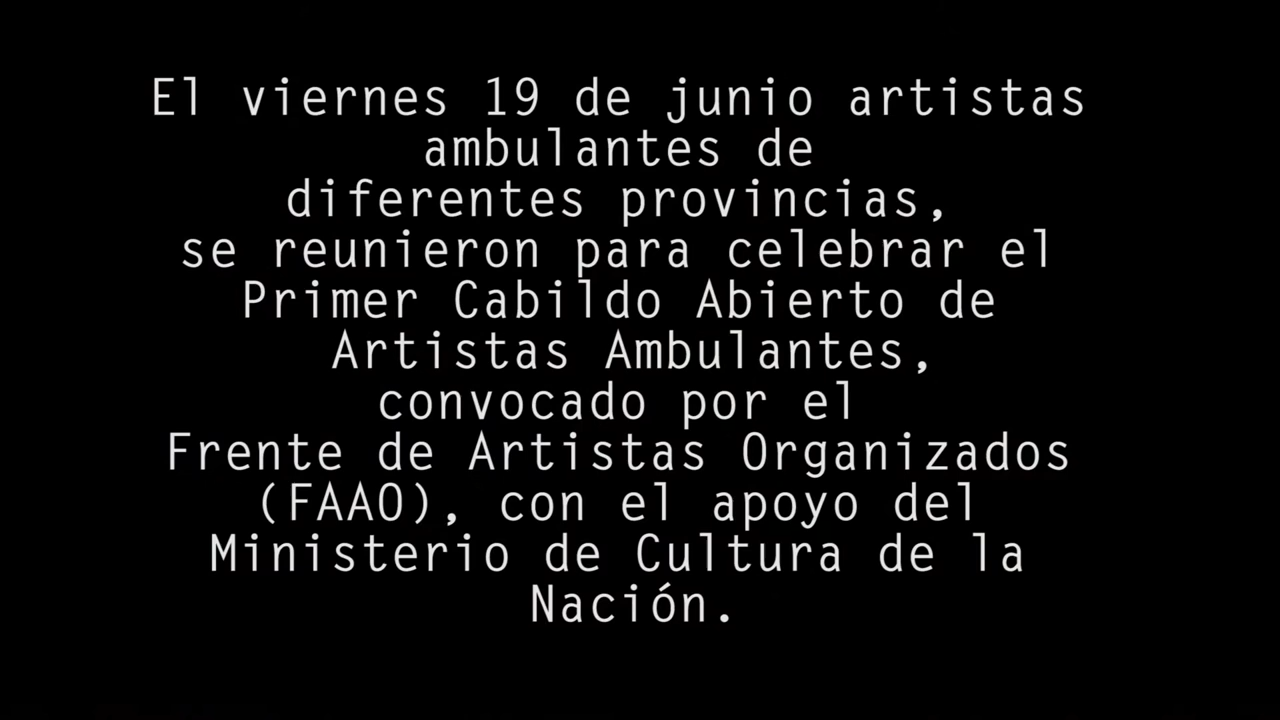 El viernes 19 de junio artistas
ambulantes de
diferentes provincias,
se reunieron para celebrar el
Primer Cabildo Abierto de
Artistas Ambulantes,
convocado por el
Frente de Artistas Organizados
(FAAO), con el apoyo del
Ministerio de Cultura de la
Nación.